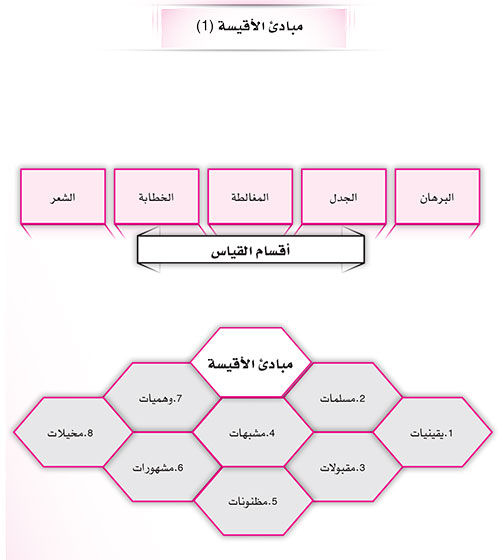 مبادئ الأقيسة (1)
البرهان
الجدل
المغالطة
الخطابة
الشعر
أقسام القياس
مبادئ الأقيسة
1.يقينيات
2.مسلمات
3.مقبولات
4.مشبهات
5.مظنونات
6.مشهورات
7.وهميات
8.مخيلات